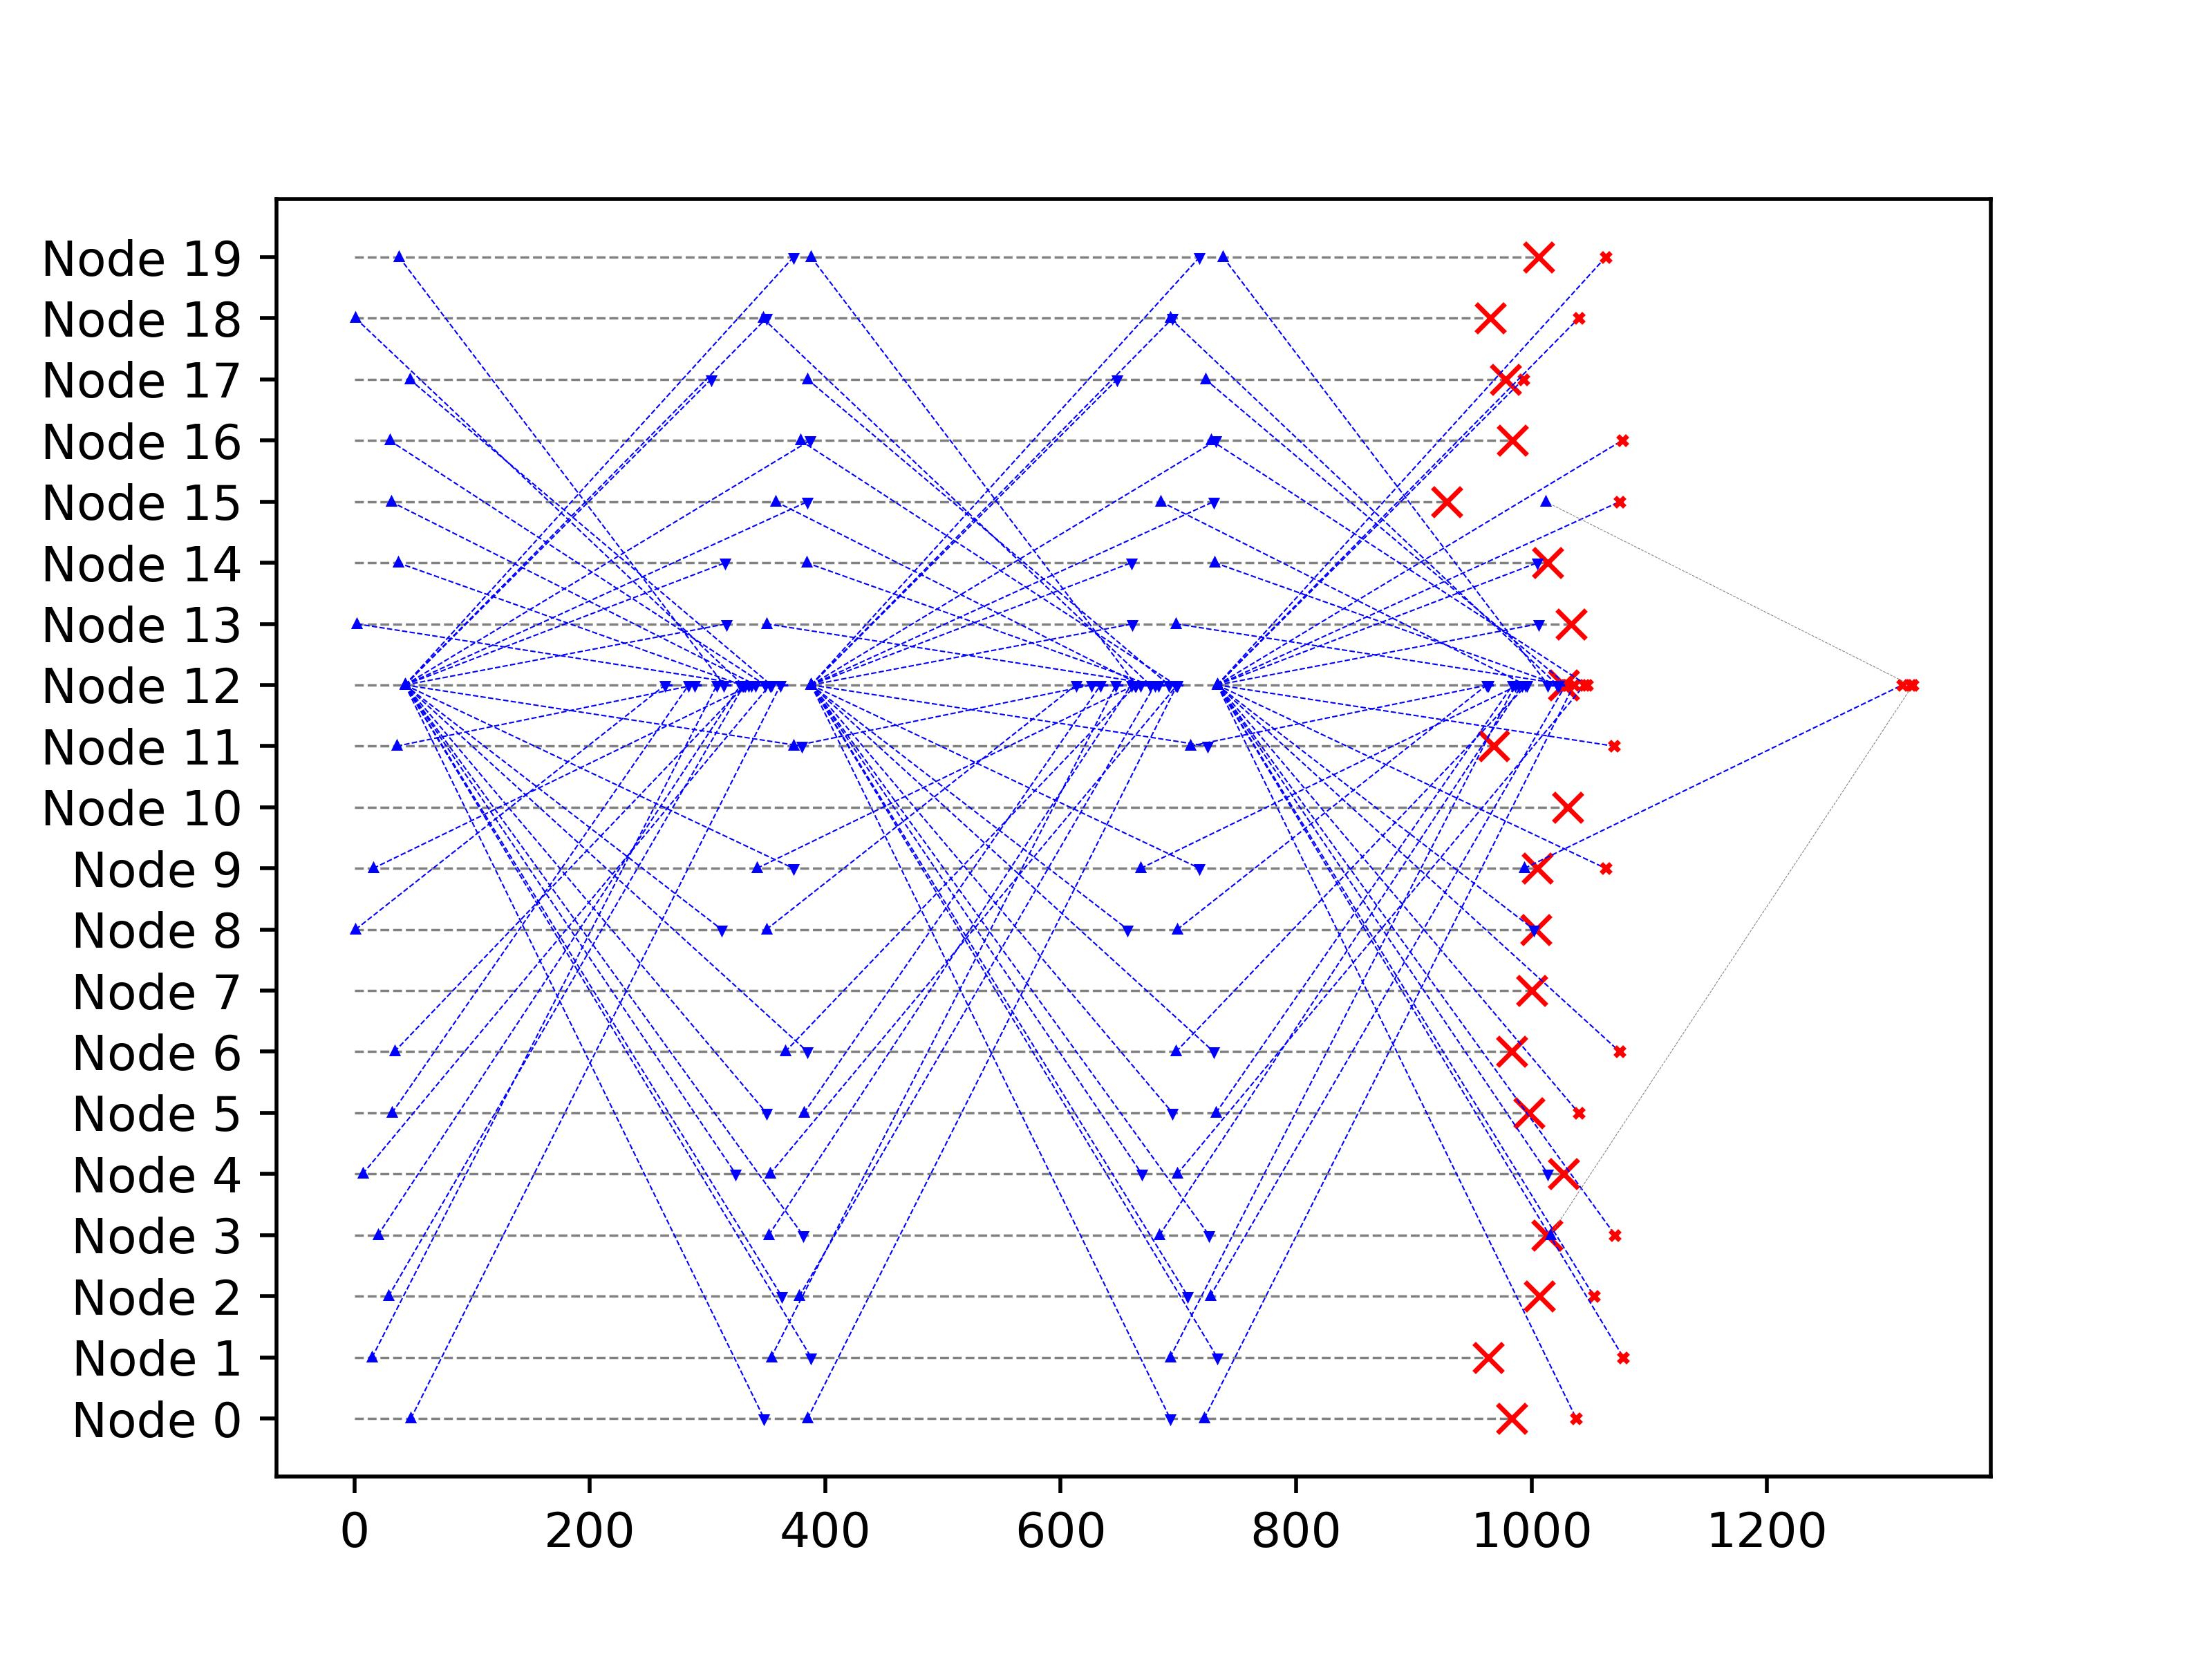 Node 19
Node 18
Node 17
Node 16
Node 15
Node 14
Node 13
Node 12
Node 11
Node 10
Node 9
Node 8
Node 7
Node 6
Node 5
Node 4
Node 3
Node 2
Node 1
Node 0
0 200 400 600 800 1000 1200